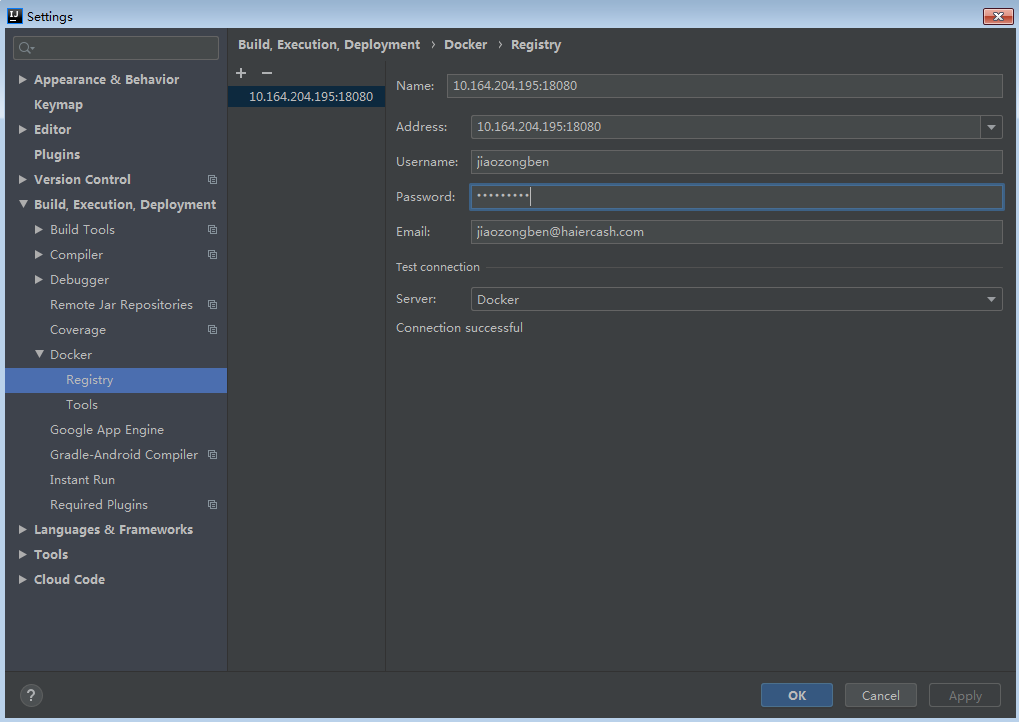 Settings
Appearance & Behavior
Keymap
Editor
Plugins
Version Control
Build, Execution, Deployment
Build Tools
Compiler
Debugger
Remote Jar Repositories
Coverage
Docker
Registry
Tools
Google App Engine
Gradle-Android Compiler
Instant Run
Required Plugins
Languages & Frameworks
Tools
Cloud Code
Build, Execution, Deployment › Docker › Registry
10.164.204.195:18080
Name: 10.164.204.195:18080
Address: 10.164.204.195:18080
Username: jiaozongben
Password: •••••••••
Email: jiaozongben@haiercash.com
Test connection
Server: Docker
Connection successful
? OK Cancel Apply